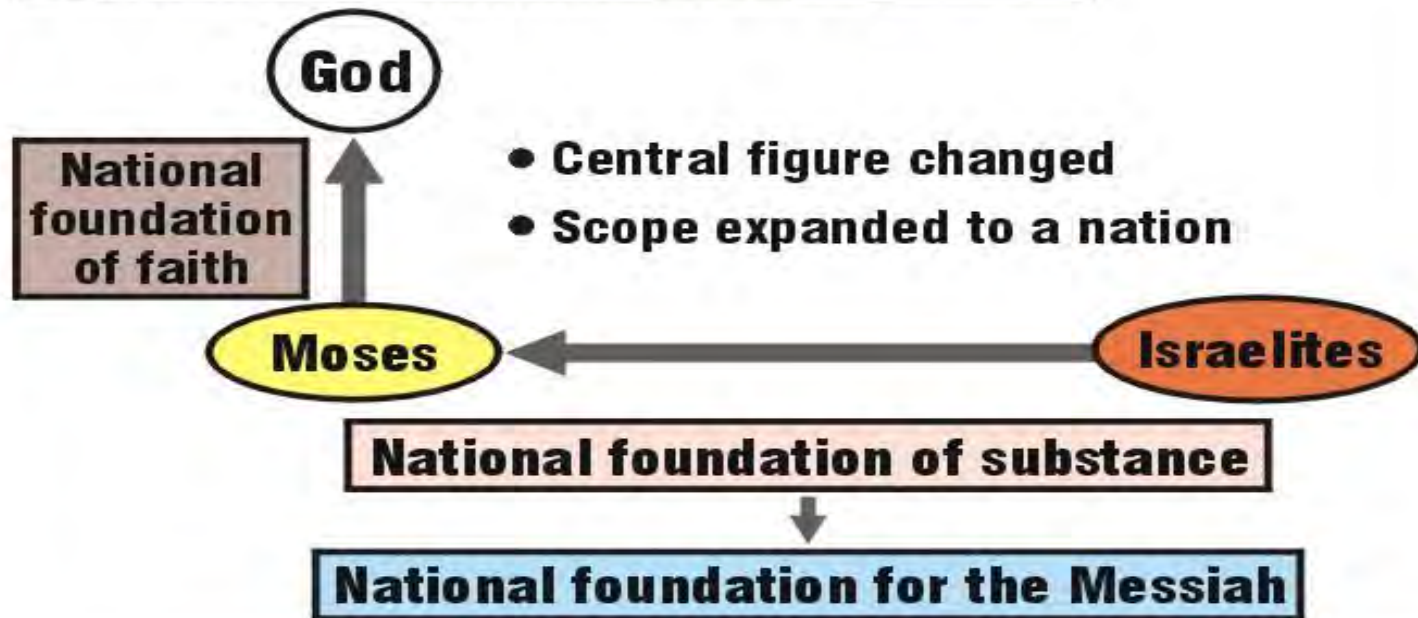 God
National
foundation
of faith
• Central figure changed
• Scope expanded to a nation
Moses
Israelites
National foundation of substance
National foundation for the Messiah